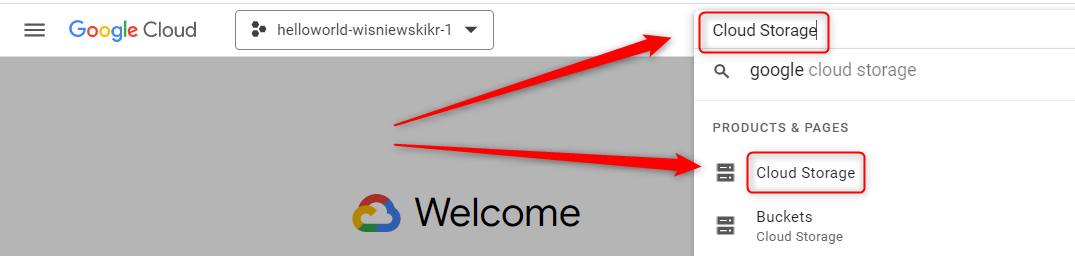 Google Cloud
helloworld-wisniewskikr-1
Cloud Storage
google cloud storage
PRODUCTS & PAGES
Cloud Storage
Buckets
Cloud Storage
Welcome